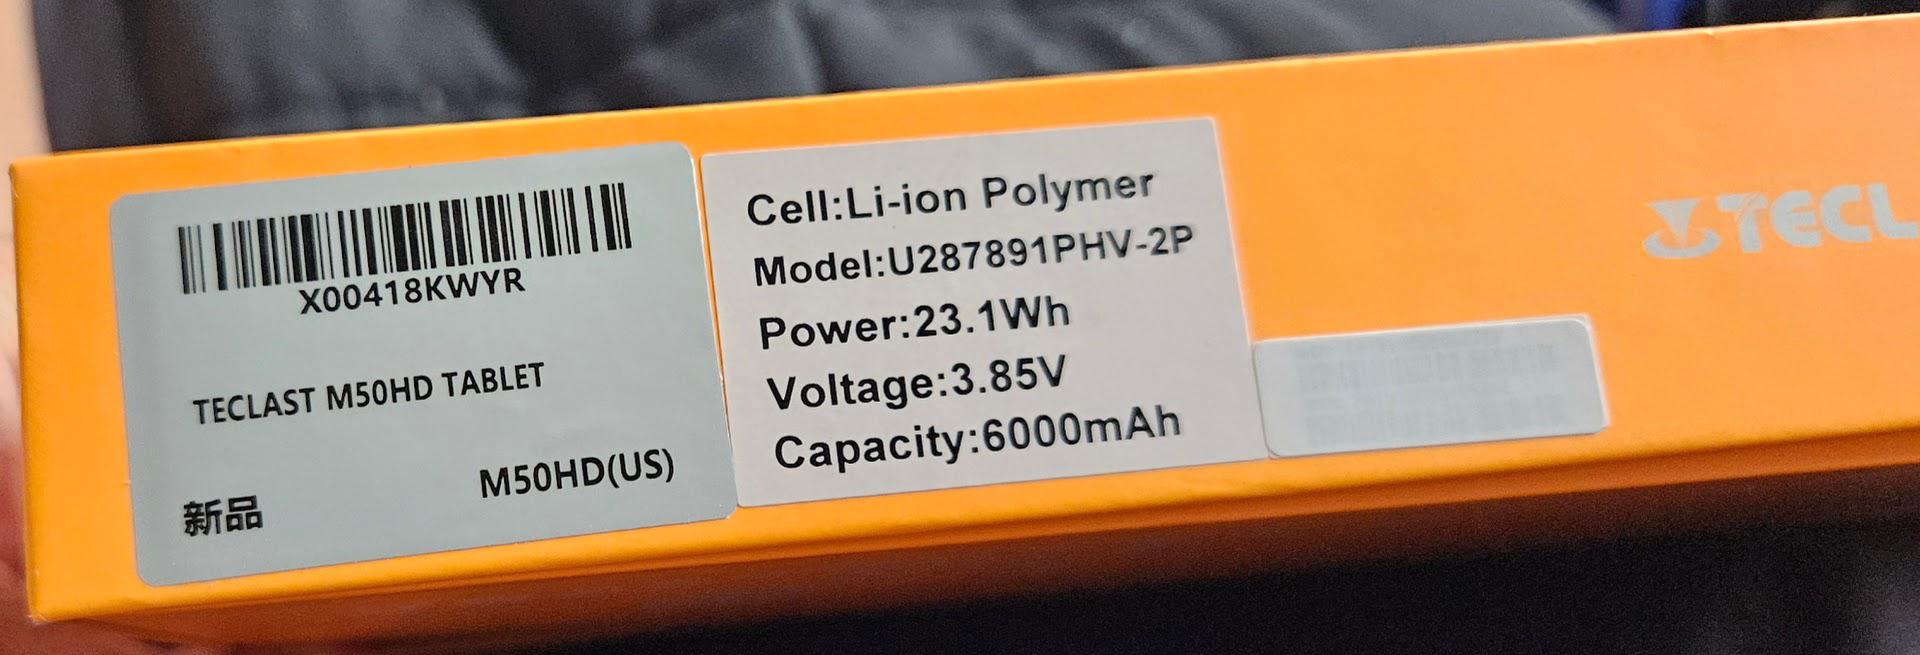 X00418KWYR
TECLAST M50HD TABLET
M50HD(US)
新品
Cell:Li-ion Polymer
Model:U287891PHV-2P
Power:23.1Wh
Voltage:3.85V
Capacity:6000mAh
TECL